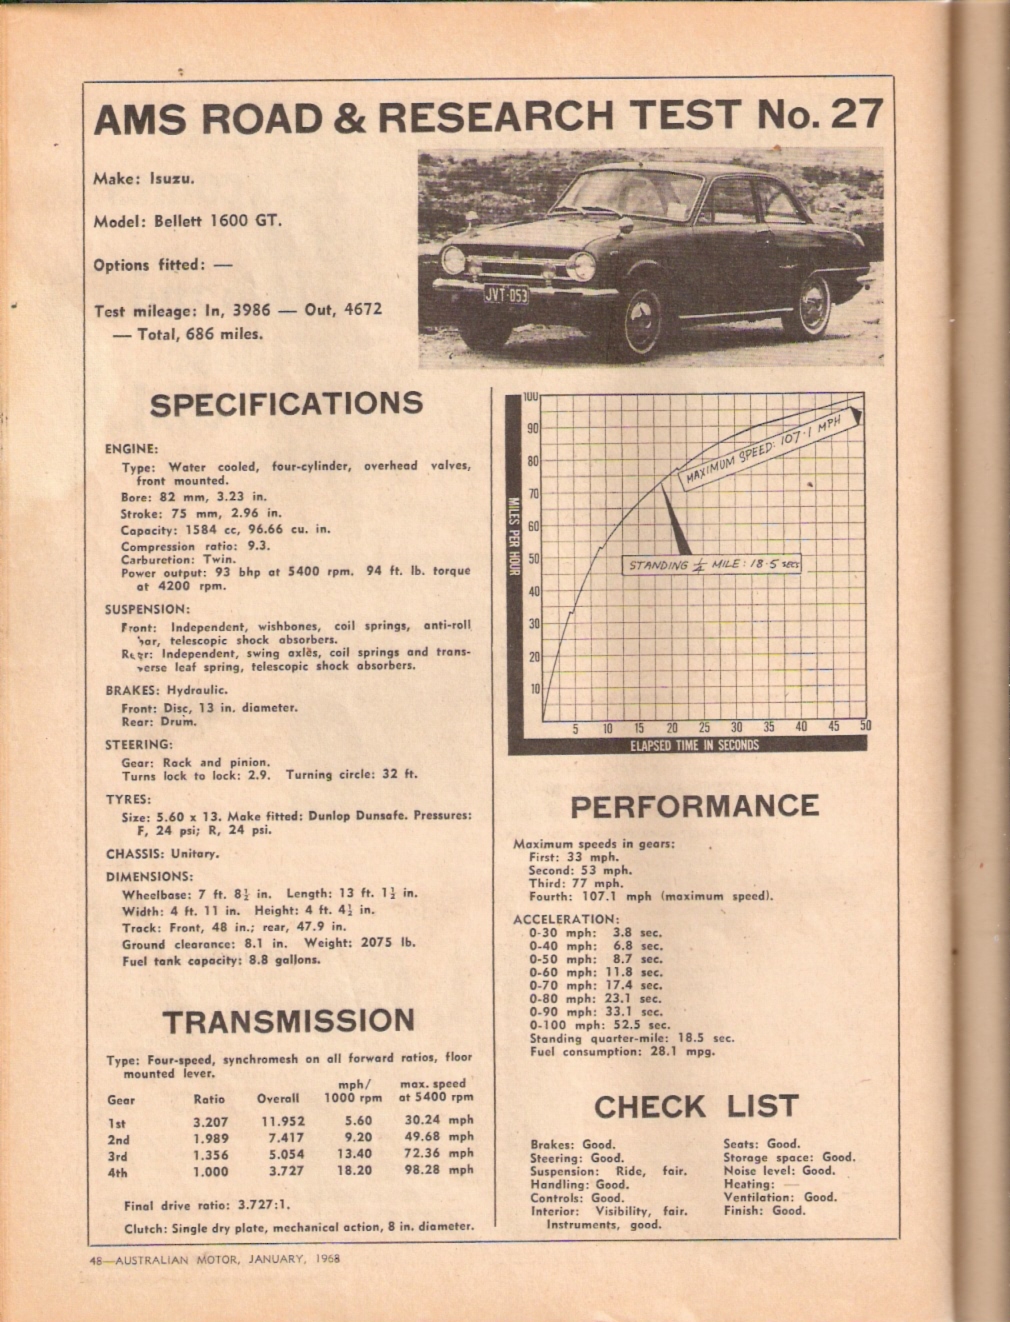 AMS ROAD & RESEARCH TEST No. 27
Make: Isuzu.
Model: Bellett 1600 GT.
Options fitted: —
Test mileage: In, 3986 — Out, 4672
— Total, 686 miles.
JVT·053
SPECIFICATIONS
ENGINE:
Type: Water cooled, four-cylinder, overhead valves,
front mounted.
Bore: 82 mm, 3.23 in.
Stroke: 75 mm, 2.96 in.
Capacity: 1584 cc, 96.66 cu. in.
Compression ratio: 9.3.
Carburetion: Twin.
Power output: 93 bhp at 5400 rpm. 94 ft. lb. torque
at 4200 rpm.
SUSPENSION:
Front: Independent, wishbones, coil springs, anti-roll
bar, telescopic shock absorbers.
Rear: Independent, swing axles, coil springs and trans-
verse leaf spring, telescopic shock absorbers.
BRAKES: Hydraulic.
Front: Disc, 13 in. diameter.
Rear: Drum.
STEERING:
Gear: Rack and pinion.
Turns lock to lock: 2.9. Turning circle: 32 ft.
TYRES:
Size: 5.60 x 13. Make fitted: Dunlop Dunsafe. Pressures:
F, 24 psi; R, 24 psi.
CHASSIS: Unitary.
DIMENSIONS:
Wheelbase: 7 ft. 8½ in. Length: 13 ft. 1½ in.
Width: 4 ft. 11 in. Height: 4 ft. 4½ in.
Track: Front, 48 in.; rear, 47.9 in.
Ground clearance: 8.1 in. Weight: 2075 lb.
Fuel tank capacity: 8.8 gallons.
TRANSMISSION
Type: Four-speed, synchromesh on all forward ratios, floor
mounted lever.
mph/ max. speed
Gear Ratio Overall 1000 rpm at 5400 rpm
1st 3.207 11.952 5.60 30.24 mph
2nd 1.989 7.417 9.20 49.68 mph
3rd 1.356 5.054 13.40 72.36 mph
4th 1.000 3.727 18.20 98.28 mph
Final drive ratio: 3.727:1.
Clutch: Single dry plate, mechanical action, 8 in. diameter.
MILES PER HOUR
100
90
80
70
60
50
40
30
20
10
MAXIMUM SPEED: 107·1 MPH
STANDING ¼ MILE: 18·5 secs
5 10 15 20 25 30 35 40 45 50
ELAPSED TIME IN SECONDS
PERFORMANCE
Maximum speeds in gears:
First: 33 mph.
Second: 53 mph.
Third: 77 mph.
Fourth: 107.1 mph (maximum speed).
ACCELERATION:
0-30 mph: 3.8 sec.
0-40 mph: 6.8 sec.
0-50 mph: 8.7 sec.
0-60 mph: 11.8 sec.
0-70 mph: 17.4 sec.
0-80 mph: 23.1 sec.
0-90 mph: 33.1 sec.
0-100 mph: 52.5 sec.
Standing quarter-mile: 18.5 sec.
Fuel consumption: 28.1 mpg.
CHECK LIST
Brakes: Good.
Steering: Good.
Suspension: Ride, fair.
Handling: Good.
Controls: Good.
Interior: Visibility, fair.
Instruments, good.
Seats: Good.
Storage space: Good.
Noise level: Good.
Heating: —
Ventilation: Good.
Finish: Good.
48—AUSTRALIAN MOTOR, JANUARY, 1968